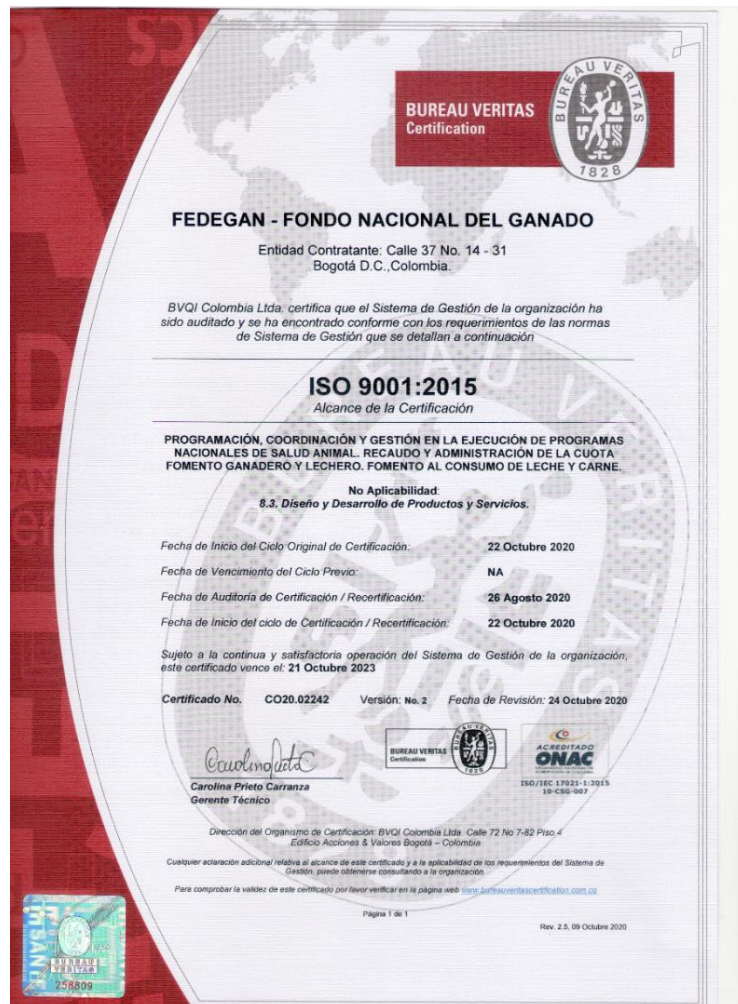 BUREAU VERITAS
Certification
BUREAU VERITAS
1828
FEDEGAN - FONDO NACIONAL DEL GANADO
Entidad Contratante: Calle 37 No. 14 - 31
Bogotá D.C.,Colombia.
BVQI Colombia Ltda. certifica que el Sistema de Gestión de la organización ha
sido auditado y se ha encontrado conforme con los requerimientos de las normas
de Sistema de Gestión que se detallan a continuación
ISO 9001:2015
Alcance de la Certificación
PROGRAMACIÓN, COORDINACIÓN Y GESTIÓN EN LA EJECUCIÓN DE PROGRAMAS
NACIONALES DE SALUD ANIMAL. RECAUDO Y ADMINISTRACIÓN DE LA CUOTA
FOMENTO GANADERO Y LECHERO. FOMENTO AL CONSUMO DE LECHE Y CARNE.
No Aplicabilidad:
8.3. Diseño y Desarrollo de Productos y Servicios.
Fecha de Inicio del Ciclo Original de Certificación: 22 Octubre 2020
Fecha de Vencimiento del Ciclo Previo: NA
Fecha de Auditoría de Certificación / Recertificación: 26 Agosto 2020
Fecha de Inicio del ciclo de Certificación / Recertificación: 22 Octubre 2020
Sujeto a la continua y satisfactoria operación del Sistema de Gestión de la organización,
este certificado vence el: 21 Octubre 2023
Certificado No. CO20.02242 Versión: No. 2 Fecha de Revisión: 24 Octubre 2020
BUREAU VERITAS
Certification
BUREAU VERITAS
1828
ACREDITADO
ONAC
ISO/IEC 17021-1:2015
10-CSG-007
Carolina Prieto Carranza
Gerente Técnico
Dirección del Organismo de Certificación: BVQI Colombia Ltda. Calle 72 No 7-82 Piso 4
Edificio Acciones & Valores Bogotá – Colombia
Cualquier aclaración adicional relativa al alcance de este certificado y a la aplicabilidad de los requerimientos del Sistema de
Gestión, puede obtenerse consultando a la organización.
Para comprobar la validez de este certificado por favor verificar en la página web www.bureauveritascertification.com.co
Página 1 de 1
Rev. 2.5, 09 Octubre 2020
BUREAU
VERITAS
258809